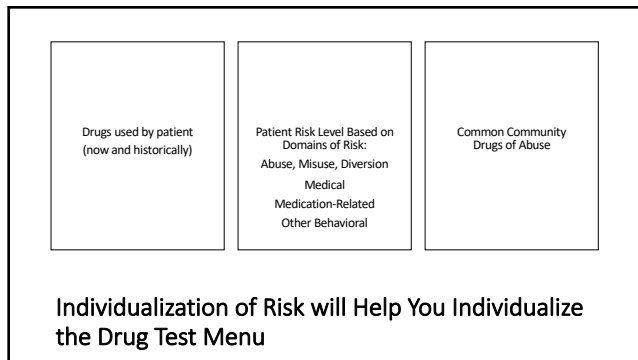 Drugs used by patient
(now and historically)
Patient Risk Level Based on
Domains of Risk:
Abuse, Misuse, Diversion
Medical
Medication-Related
Other Behavioral
Common Community
Drugs of Abuse
Individualization of Risk will Help You Individualize
the Drug Test Menu